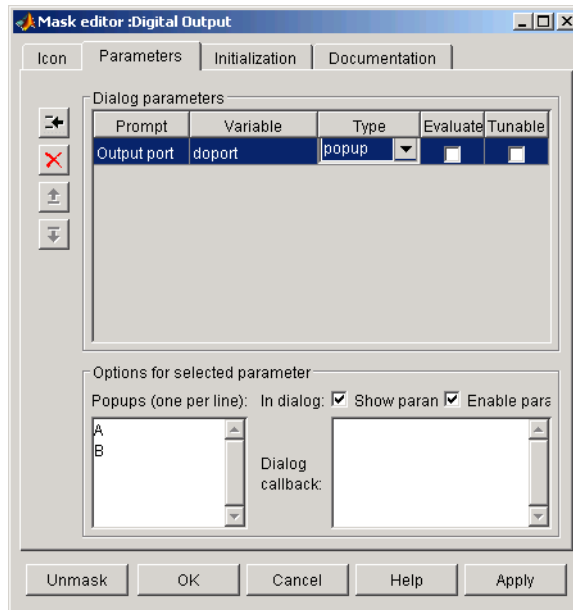 Mask editor :Digital Output
Icon Parameters Initialization Documentation
Dialog parameters
Prompt Variable Type Evaluate Tunable
Output port doport popup
Options for selected parameter
Popups (one per line): In dialog: Show paran Enable para
A
B
Dialog
callback:
Unmask OK Cancel Help Apply